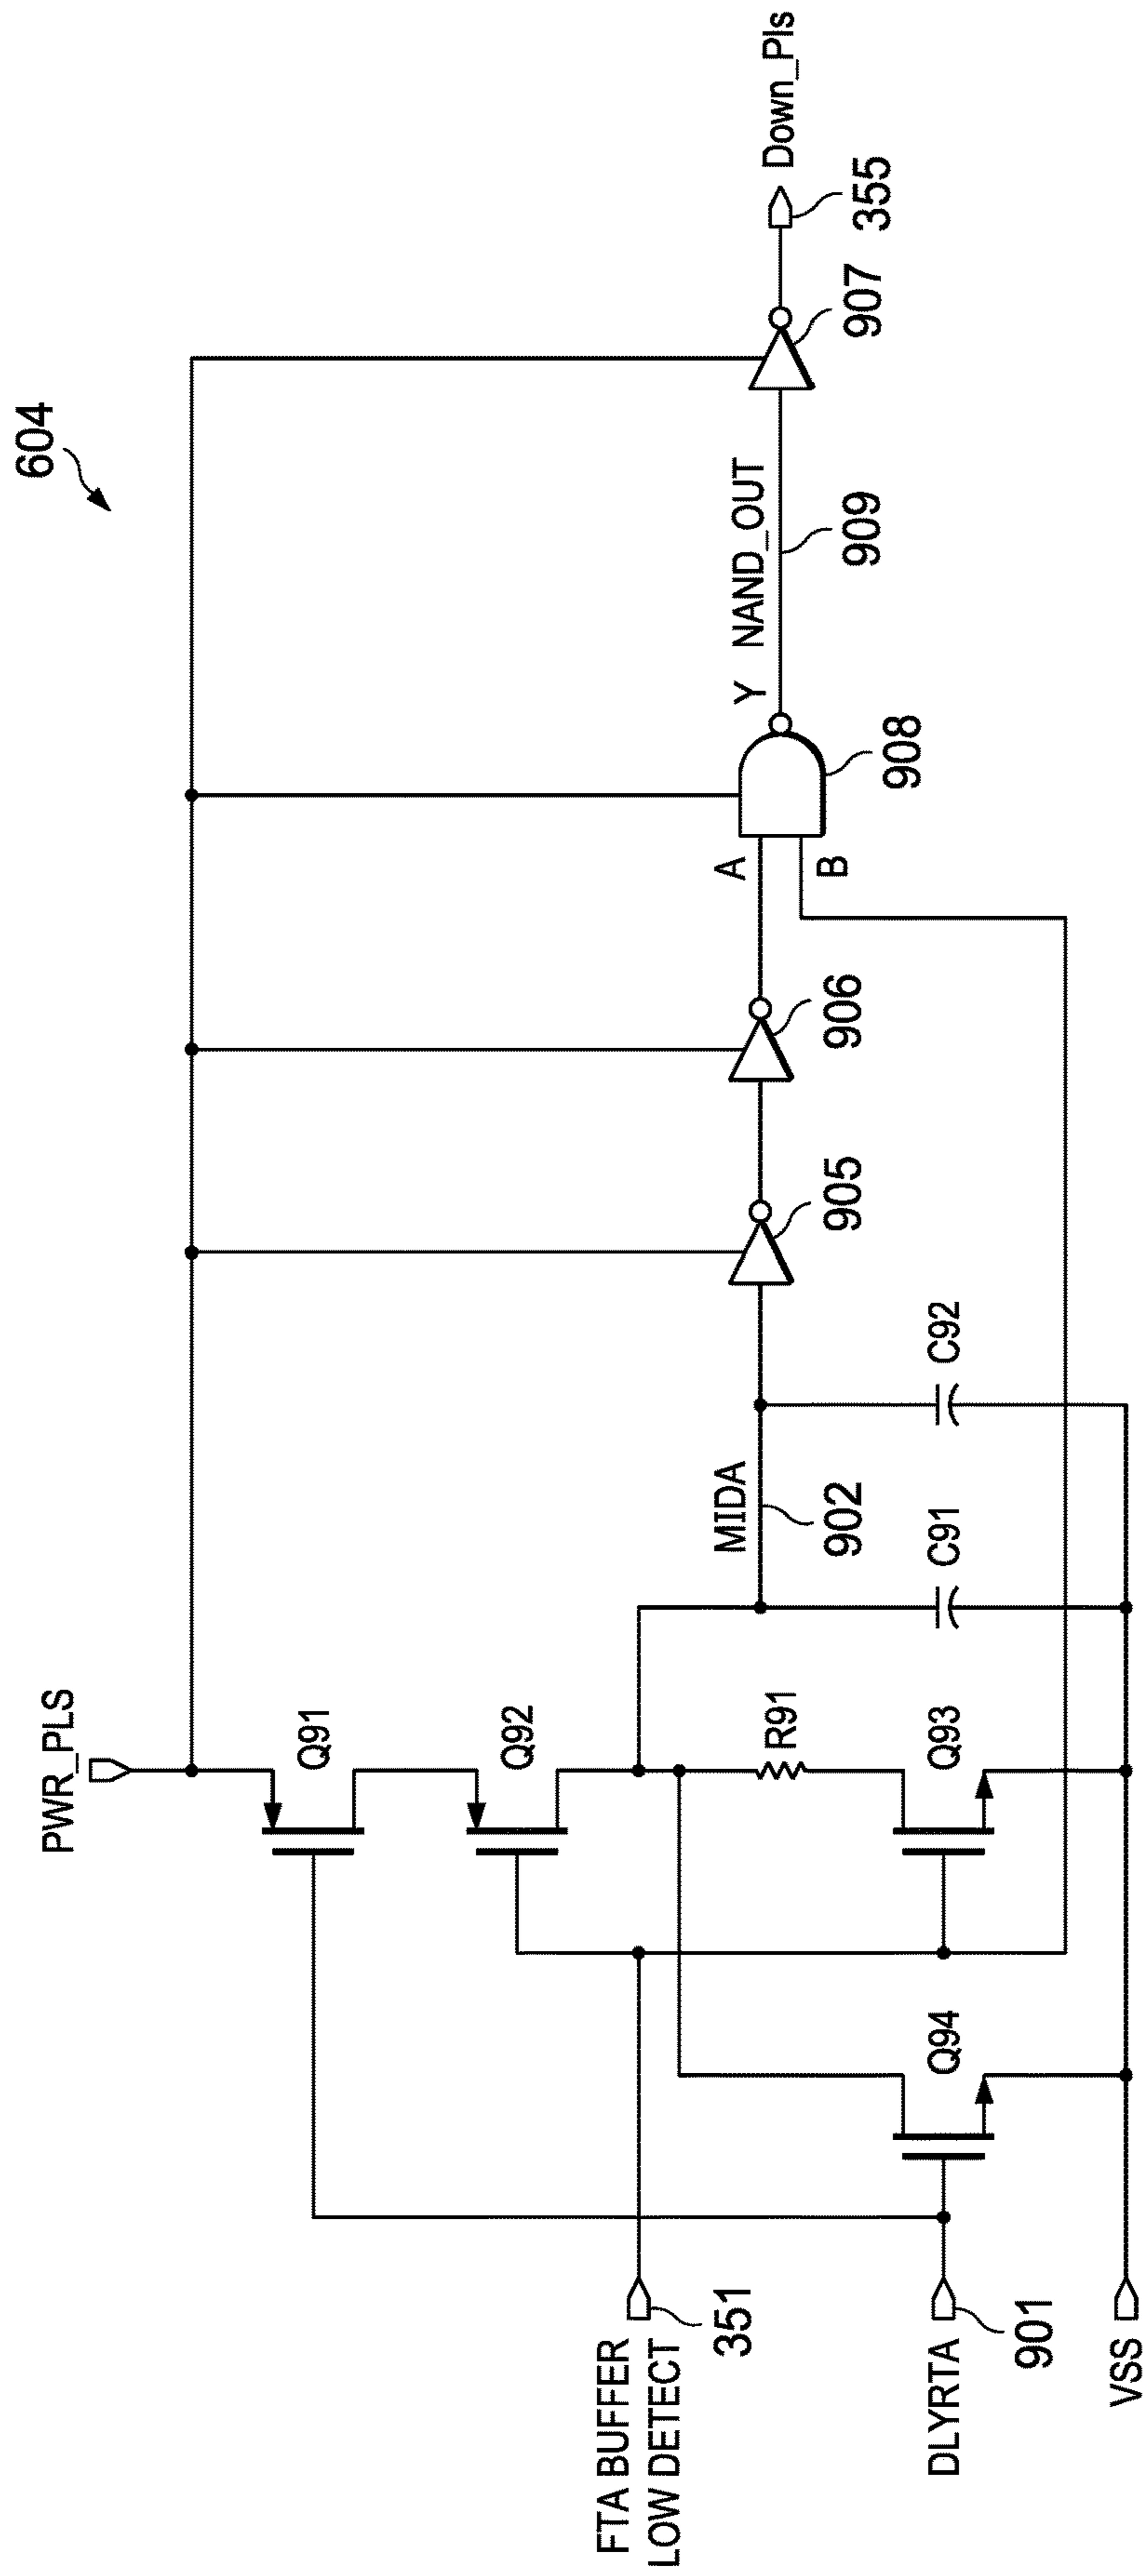 604
PWR_PLS
Q91
Q92
MIDA
902
R91
Q93
Q94
C91
C92
905
906
A
B
Y
NAND_OUT
908
909
907
Down_Pls
355
FTA BUFFER
LOW DETECT
351
DLYRTA
901
VSS